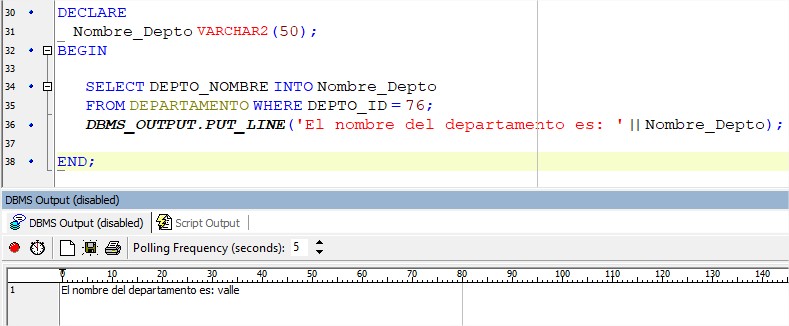 30 DECLARE
31 Nombre_Depto VARCHAR2(50);
32 BEGIN
33
34 SELECT DEPTO_NOMBRE INTO Nombre_Depto
35 FROM DEPARTAMENTO WHERE DEPTO_ID = 76;
36 DBMS_OUTPUT.PUT_LINE('El nombre del departamento es: '||Nombre_Depto);
37
38 END;
DBMS Output (disabled)
DBMS Output (disabled) Script Output
Polling Frequency (seconds): 5
0 10 20 30 40 50 60 70 80 90 100 110 120 130 140
1 El nombre del departamento es: valle